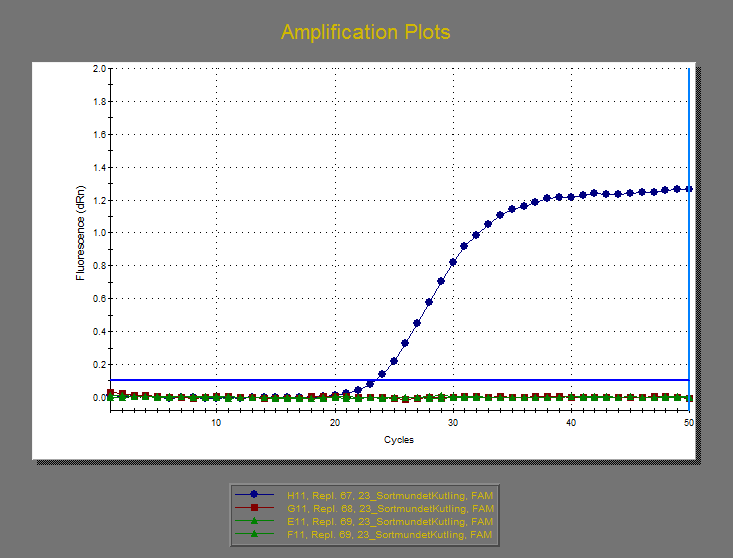 Amplification Plots
2.0
1.8
1.6
1.4
1.2
1.0
0.8
0.6
0.4
0.2
0.0
Fluorescence (dRn)
10
20
30
40
50
Cycles
H11, Repl. 67, 23_SortmundetKutling, FAM
G11, Repl. 68, 23_SortmundetKutling, FAM
E11, Repl. 69, 23_SortmundetKutling, FAM
F11, Repl. 69, 23_SortmundetKutling, FAM